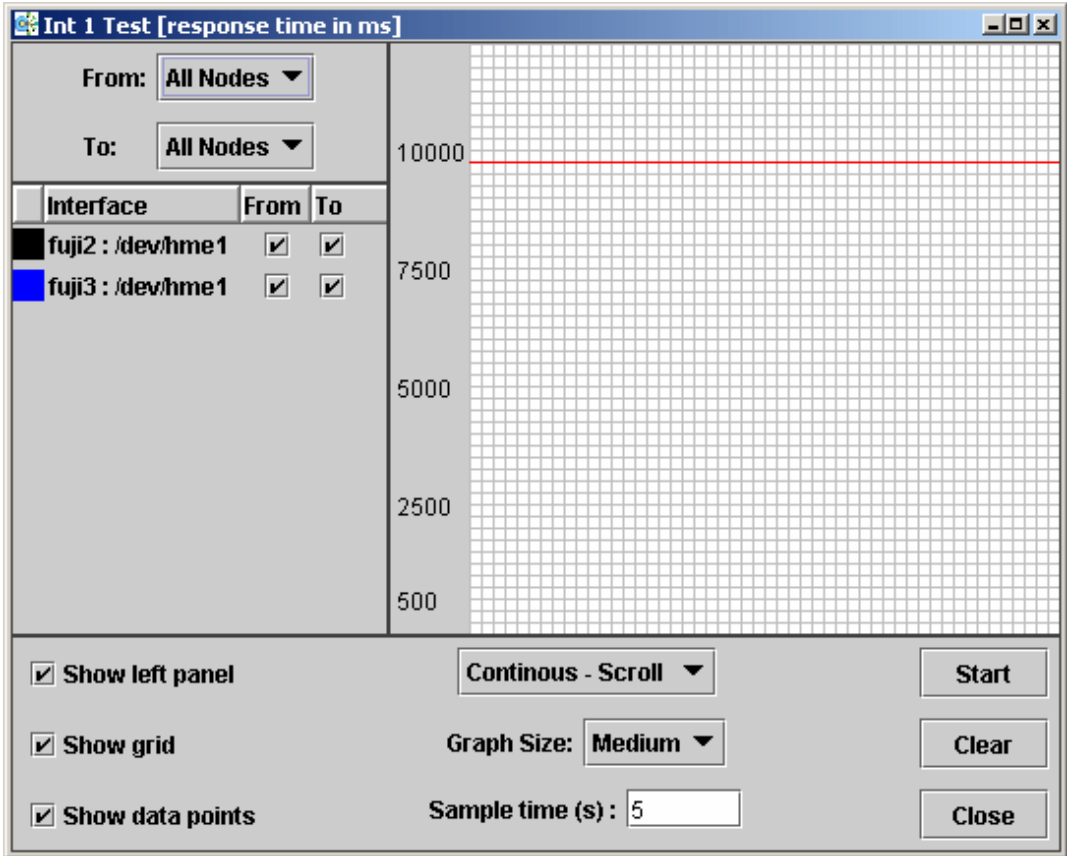 Int 1 Test [response time in ms]
From: All Nodes
To: All Nodes
Interface From To
fuji2 : /dev/hme1
fuji3 : /dev/hme1
10000
7500
5000
2500
500
Show left panel
Continous - Scroll
Start
Show grid
Graph Size: Medium
Clear
Show data points
Sample time (s) : 5
Close